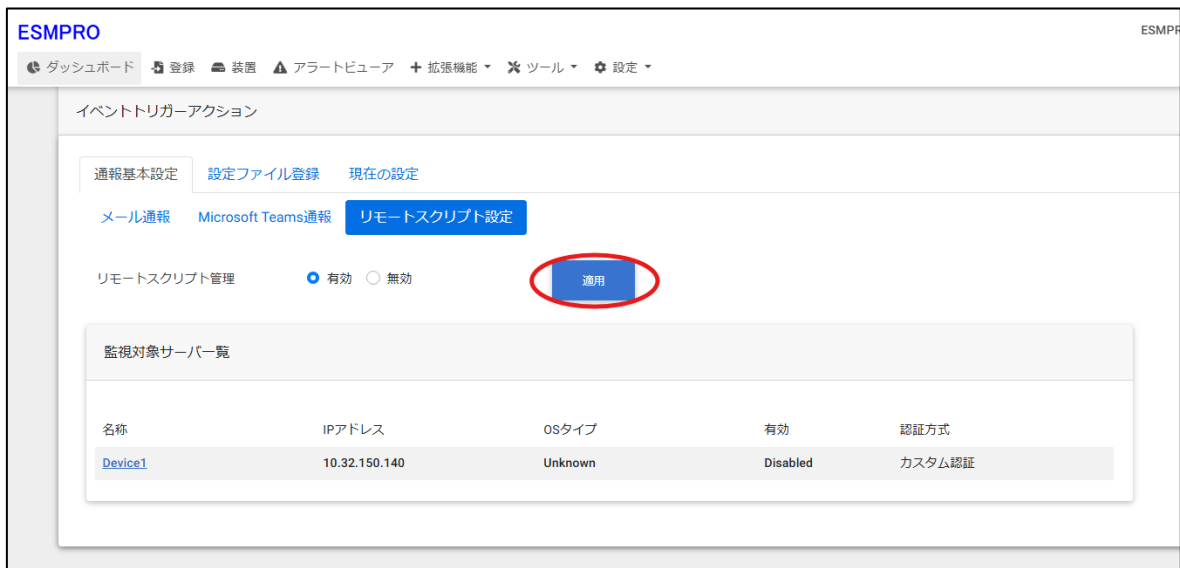 ESMPRO
ESMPR
ダッシュボード 登録 装置 アラートビューア 拡張機能 ツール 設定
イベントトリガーアクション
通報基本設定 設定ファイル登録 現在の設定
メール通報 Microsoft Teams通報 リモートスクリプト設定
リモートスクリプト管理 有効 無効 適用
監視対象サーバ一覧
名称 IPアドレス OSタイプ 有効 認証方式
Device1 10.32.150.140 Unknown Disabled カスタム認証